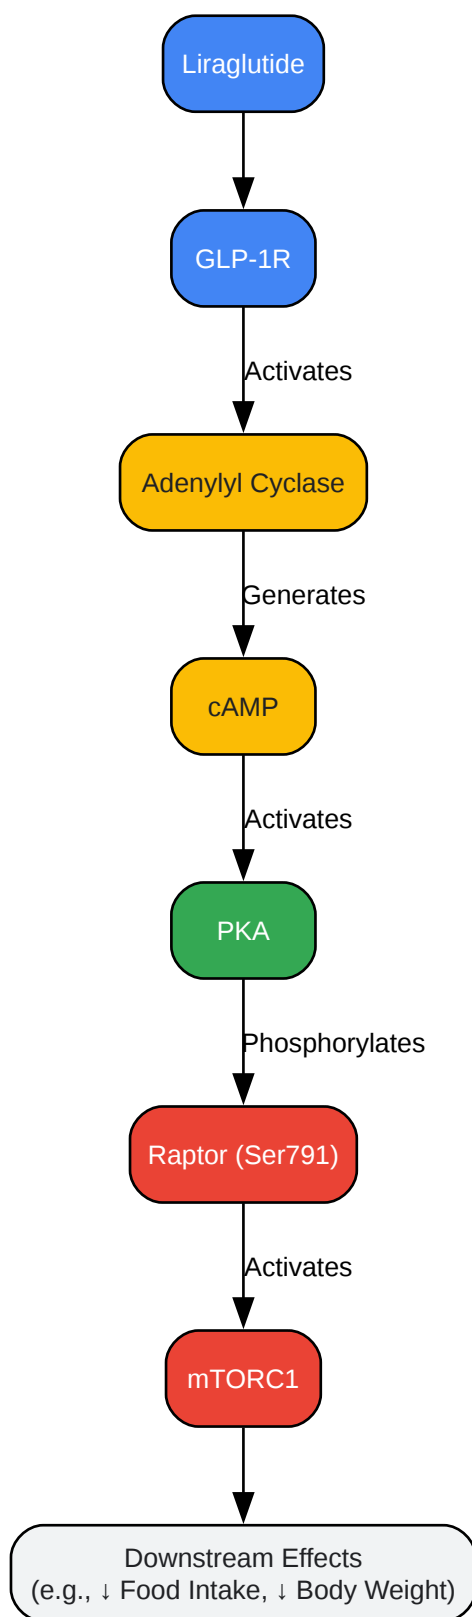 Liraglutide
GLP-1R
Activates
Adenylyl Cyclase
Generates
cAMP
Activates
PKA
Phosphorylates
Raptor (Ser791)
Activates
mTORC1
Downstream Effects
(e.g., ↓ Food Intake, ↓ Body Weight)